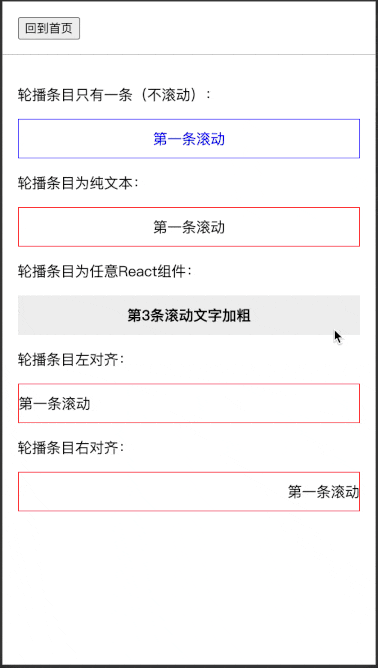 回到首页
轮播条目只有一条（不滚动）：
第一条滚动
轮播条目为纯文本：
第一条滚动
轮播条目为任意React组件：
第3条滚动文字加粗
轮播条目左对齐：
第一条滚动
轮播条目右对齐：
第一条滚动